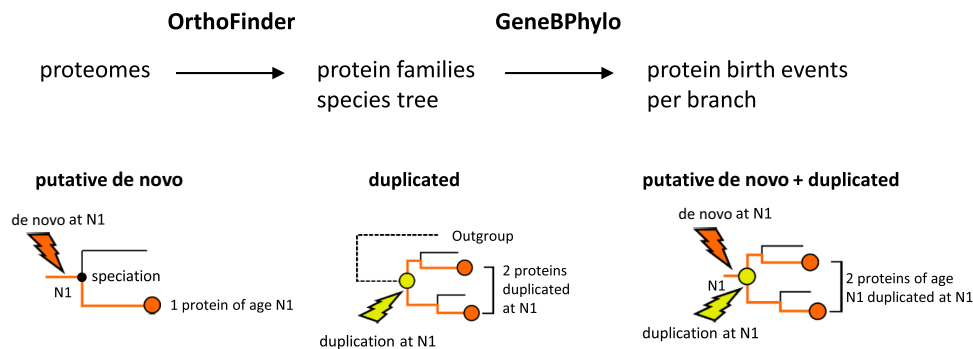 OrthoFinder
GeneBPhylo
proteomes
protein families
species tree
protein birth events
per branch
putative de novo
duplicated
putative de novo + duplicated
de novo at N1
speciation
N1
1 protein of age N1
Outgroup
2 proteins
duplicated
at N1
duplication at N1
de novo at N1
N1
2 proteins of age
N1 duplicated at N1
duplication at N1